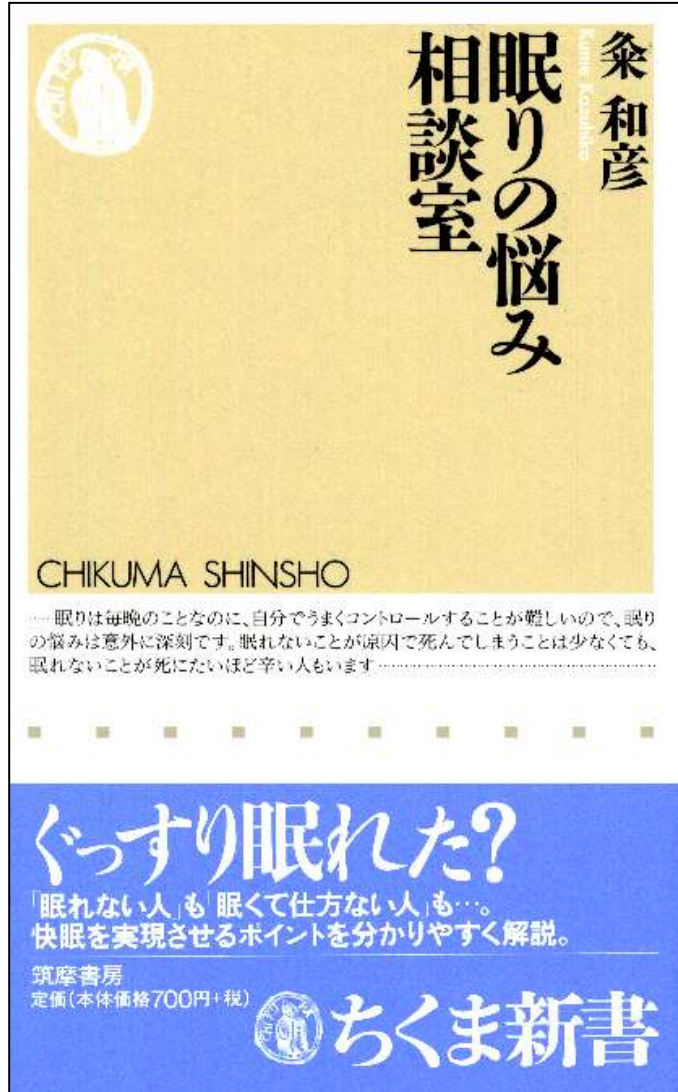 粂 和彦
Kume Kazuhiko
眠りの悩み
相談室
CHIKUMA SHINSHO
……眠りは毎晩のことなのに、自分でうまくコントロールすることが難しいので、眠り
の悩みは意外に深刻です。眠れないことが原因で死んでしまうことは少なくても、
眠れないことが死にたいほど辛い人もいます……………………………………………
ぐっすり眠れた?
「眠れない人」も「眠くて仕方ない人」も…。
快眠を実現させるポイントを分かりやすく解説。
筑摩書房
定価(本体価格700円+税)
ちくま新書